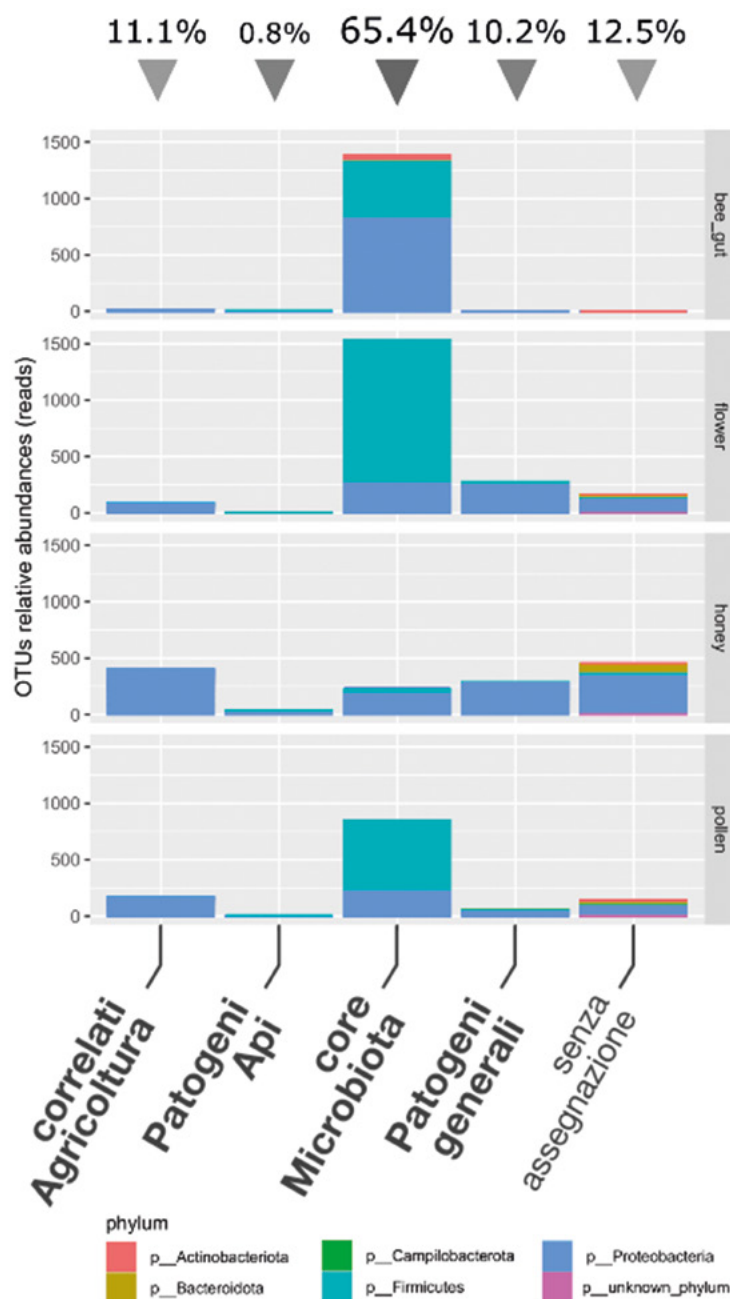 11.1% 0.8% 65.4% 10.2% 12.5%
OTUs relative abundances (reads)
1500
1000
500
0
bee_gut
1500
1000
500
0
flower
1500
1000
500
0
honey
1500
1000
500
0
pollen
correlati
Agricoltura
Patogeni
Api
core
Microbiota
Patogeni
generali
senza
assegnazione
phylum
p__Actinobacteriota p__Campilobacterota p__Proteobacteria
p__Bacteroidota p__Firmicutes p__unknown_phylum